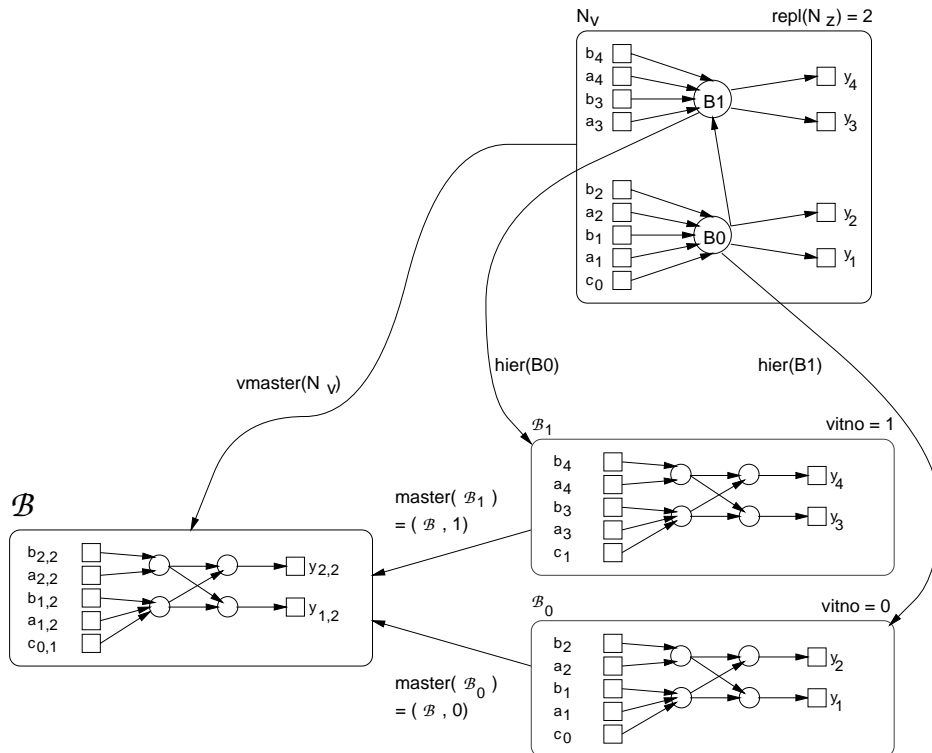 N_v repl(N_z) = 2
b_4
a_4
b_3
a_3
B1
y_4
y_3
b_2
a_2
b_1
a_1
c_0
B0
y_2
y_1
vmaster(N_v)
hier(B0)
hier(B1)
ℬ_1 vitno = 1
b_4
a_4
b_3
a_3
c_1
y_4
y_3
master( ℬ_1 )
= ( ℬ , 1)
ℬ
b_2,2
a_2,2
b_1,2
a_1,2
c_0,1
y_2,2
y_1,2
master( ℬ_0 )
= ( ℬ , 0)
ℬ_0 vitno = 0
b_2
a_2
b_1
a_1
c_0
y_2
y_1